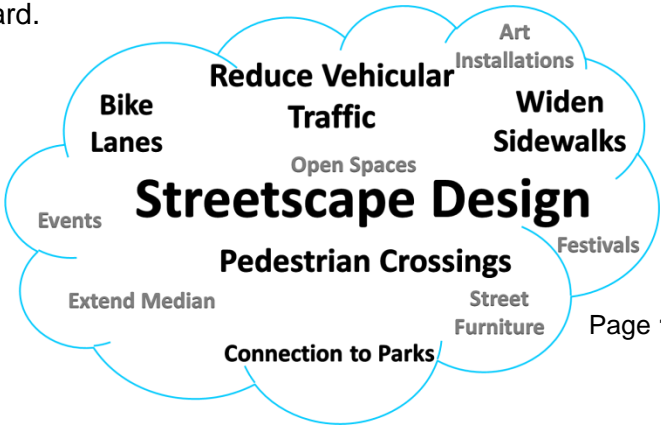 ard.
Art
Installations
Reduce Vehicular
Traffic
Bike
Lanes
Widen
Sidewalks
Open Spaces
Streetscape Design
Events
Festivals
Pedestrian Crossings
Extend Median
Street
Furniture
Page
Connection to Parks